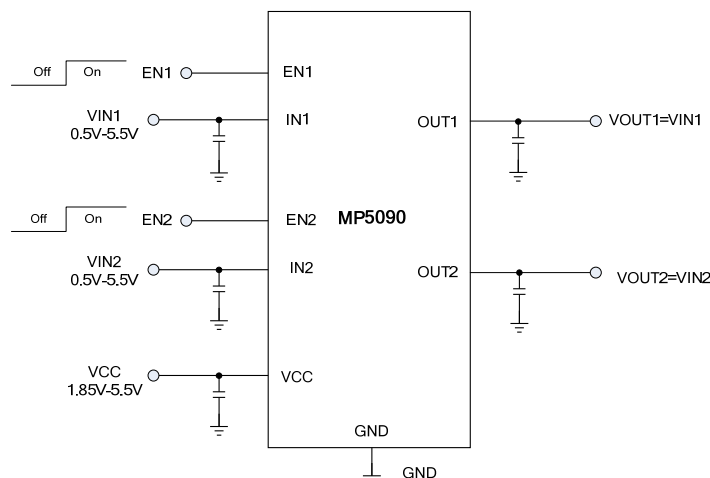 Off On EN1 EN1
VIN1
0.5V-5.5V
IN1
OUT1
VOUT1=VIN1
Off On EN2 EN2
MP5090
VIN2
0.5V-5.5V
IN2
OUT2
VOUT2=VIN2
VCC
1.85V-5.5V
VCC
GND
GND